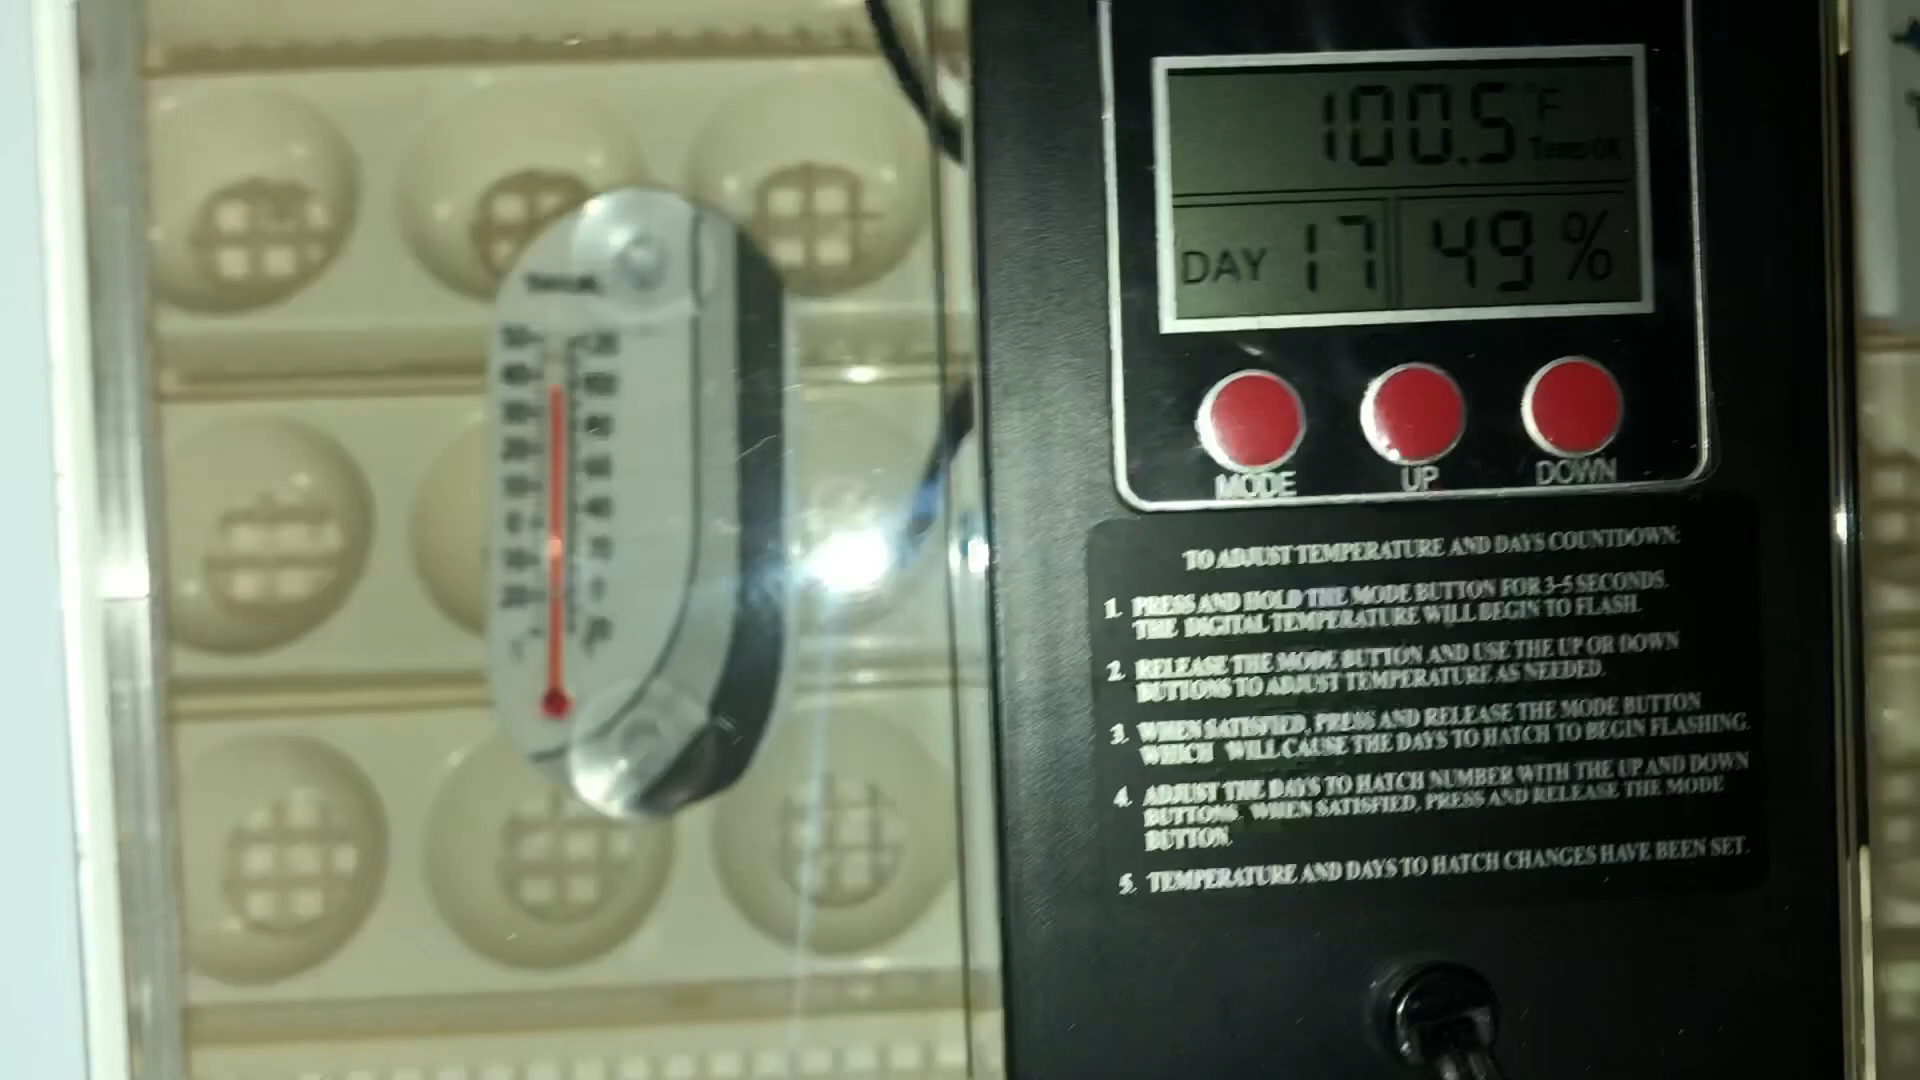 100.5 °F
Temp OK
DAY 17 49 %
MODE UP DOWN
TO ADJUST TEMPERATURE AND DAYS COUNTDOWN:
1. PRESS AND HOLD THE MODE BUTTON FOR 3-5 SECONDS.
THE DIGITAL TEMPERATURE WILL BEGIN TO FLASH.
2. RELEASE THE MODE BUTTON AND USE THE UP OR DOWN
BUTTONS TO ADJUST TEMPERATURE AS NEEDED.
3. WHEN SATISFIED, PRESS AND RELEASE THE MODE BUTTON
WHICH WILL CAUSE THE DAYS TO HATCH TO BEGIN FLASHING.
4. ADJUST THE DAYS TO HATCH NUMBER WITH THE UP AND DOWN
BUTTONS. WHEN SATISFIED, PRESS AND RELEASE THE MODE
BUTTON.
5. TEMPERATURE AND DAYS TO HATCH CHANGES HAVE BEEN SET.